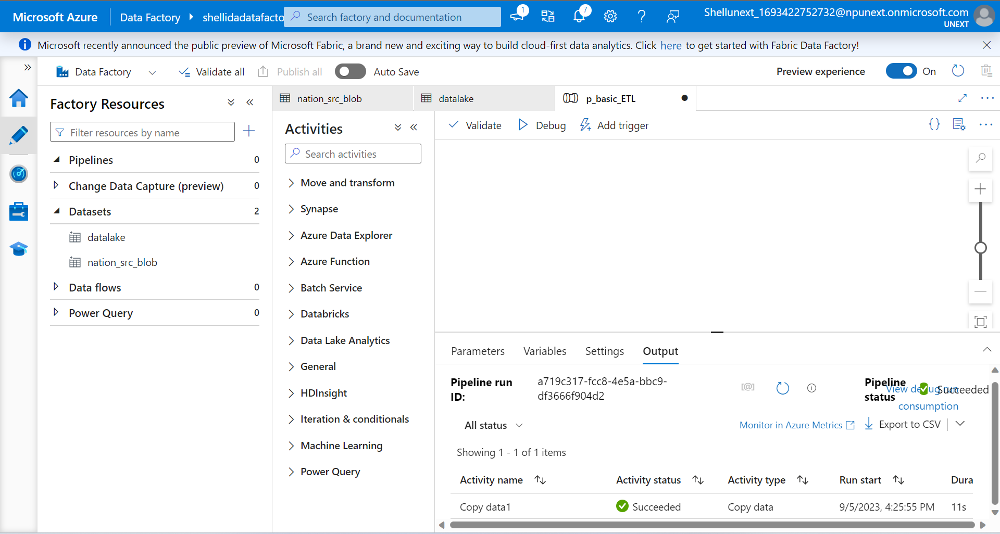 Microsoft Azure
Data Factory
shellidadatafacto
Search factory and documentation
1
7
Shellunext_1693422752732@npunext.onmicrosoft.com
UNEXT
Microsoft recently announced the public preview of Microsoft Fabric, a brand new and exciting way to build cloud-first data analytics. Click here to get started with Fabric Data Factory!
Data Factory
Validate all
Publish all
Auto Save
Preview experience
On
Factory Resources
Filter resources by name
Pipelines 0
Change Data Capture (preview) 0
Datasets 2
datalake
nation_src_blob
Data flows 0
Power Query 0
nation_src_blob
datalake
p_basic_ETL
Activities
Search activities
Move and transform
Synapse
Azure Data Explorer
Azure Function
Batch Service
Databricks
Data Lake Analytics
General
HDInsight
Iteration & conditionals
Machine Learning
Power Query
Validate
Debug
Add trigger
Parameters
Variables
Settings
Output
Pipeline run
ID:
a719c317-fcc8-4e5a-bbc9-
df3666f904d2
Pipeline
status
Succeeded
View debug run
consumption
All status
Monitor in Azure Metrics
Export to CSV
Showing 1 - 1 of 1 items
Activity name Activity status Activity type Run start Dura
Copy data1 Succeeded Copy data 9/5/2023, 4:25:55 PM 11s